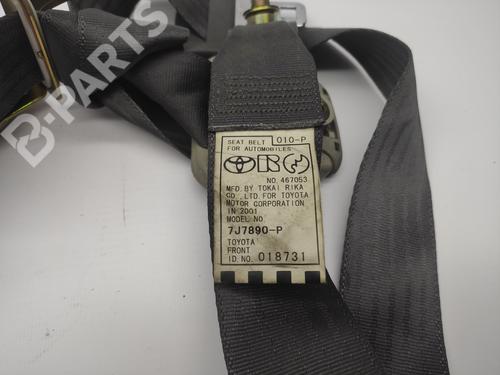 B-PARTS
SEAT BELT
FOR AUTOMOBILES
010-P
NO. 467053
MFD. BY TOKAI RIKA
CO., LTD. FOR TOYOTA
MOTOR CORPORATION
IN 2001
MODEL NO.
7J7890-P
TOYOTA
FRONT
ID. NO. 018731